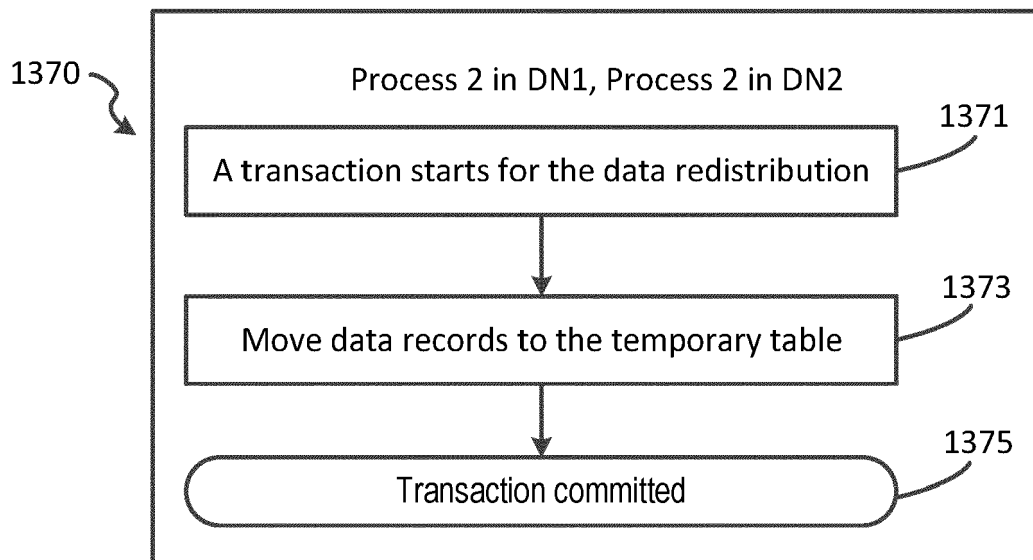 1370
Process 2 in DN1, Process 2 in DN2
1371
A transaction starts for the data redistribution
1373
Move data records to the temporary table
1375
Transaction committed